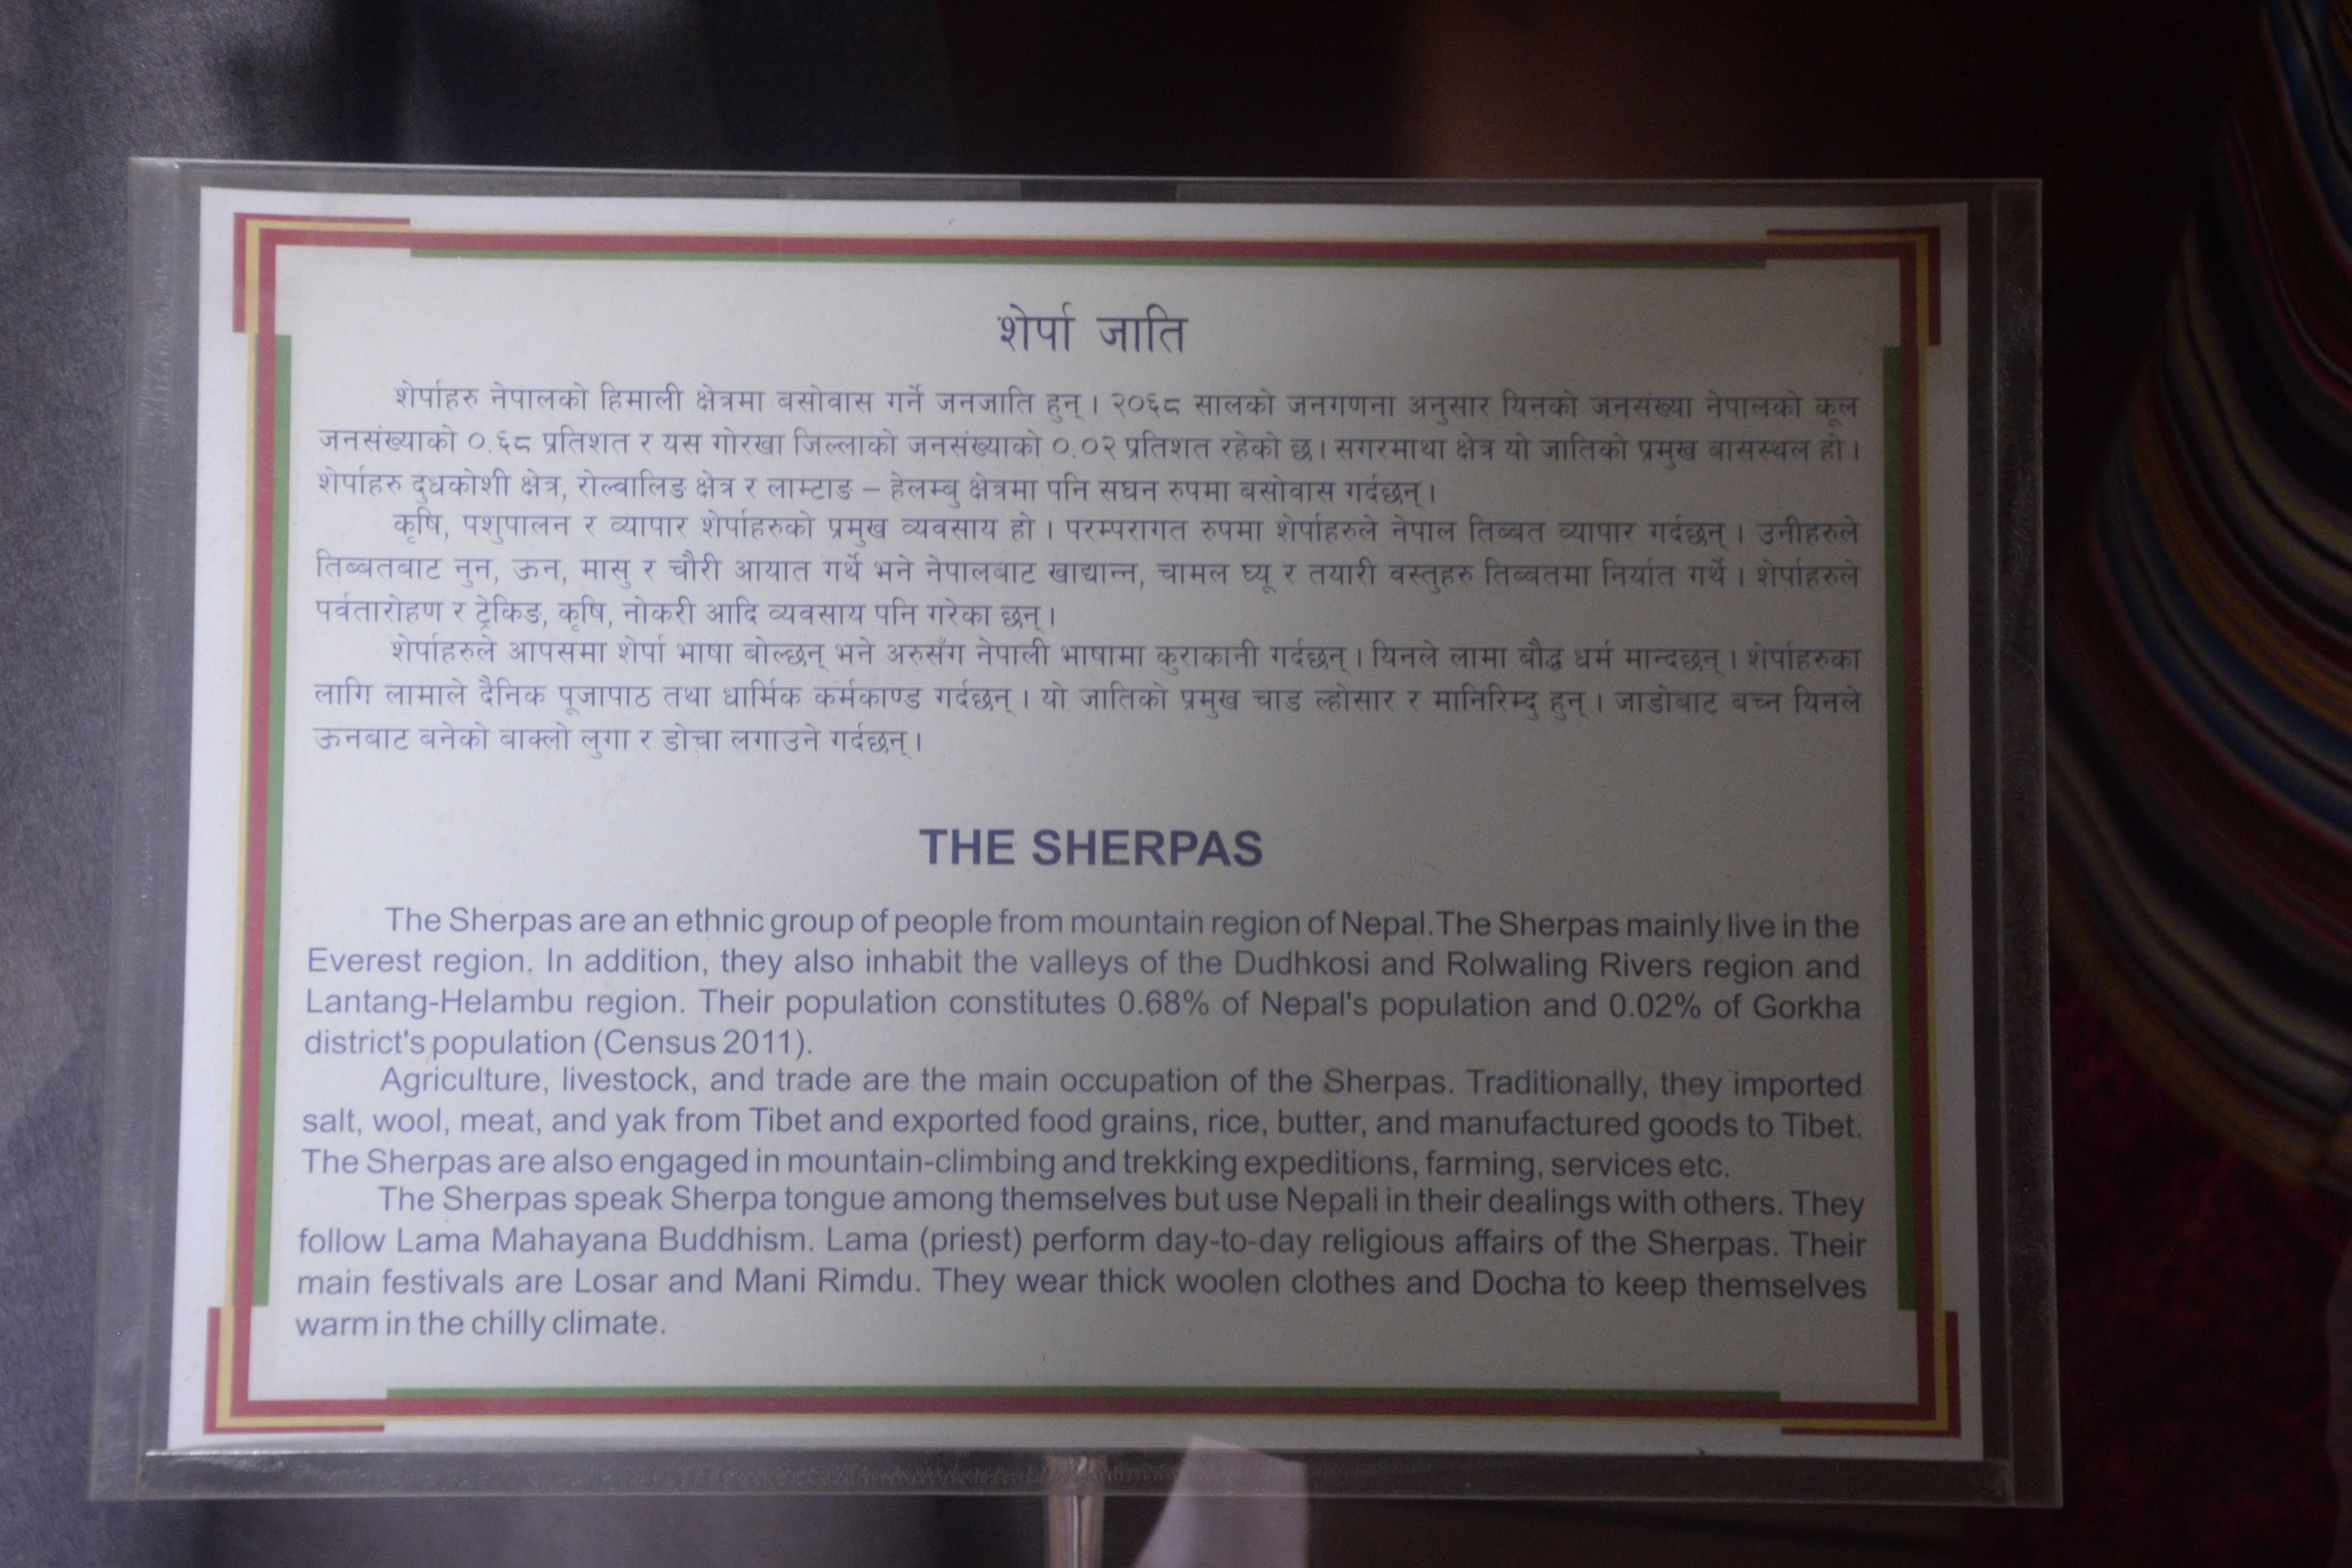 शेर्पा जाति
शेर्पाहरु नेपालको हिमाली क्षेत्रमा बसोवास गर्ने जनजाति हुन् । २०६८ सालको जनगणना अनुसार यिनको जनसंख्या नेपालको कूल
जनसंख्याको ०.६८ प्रतिशत र यस गोरखा जिल्लाको जनसंख्याको ०.०२ प्रतिशत रहेको छ। सगरमाथा क्षेत्र यो जातिको प्रमुख बासस्थल हो ।
शेर्पाहरु दुधकोशी क्षेत्र, रोल्वालिङ क्षेत्र र लाम्टाङ – हेलम्बु क्षेत्रमा पनि सघन रुपमा बसोवास गर्दछन् ।
कृषि, पशुपालन र व्यापार शेर्पाहरुको प्रमुख व्यवसाय हो । परम्परागत रुपमा शेर्पाहरुले नेपाल तिब्बत व्यापार गर्दछन् । उनीहरुले
तिब्बतबाट नुन, ऊन, मासु र चौरी आयात गर्थे भने नेपालबाट खाद्यान्न, चामल घ्यू र तयारी वस्तुहरु तिब्बतमा निर्यात गर्थे । शेर्पाहरुले
पर्वतारोहण र ट्रेकिङ, कृषि, नोकरी आदि व्यवसाय पनि गरेका छन् ।
शेर्पाहरुले आपसमा शेर्पा भाषा बोल्छन् भने अरुसँग नेपाली भाषामा कुराकानी गर्दछन् । यिनले लामा बौद्ध धर्म मान्दछन् । शेर्पाहरुका
लागि लामाले दैनिक पूजापाठ तथा धार्मिक कर्मकाण्ड गर्दछन् । यो जातिको प्रमुख चाड ल्होसार र मानिरिम्दु हुन् । जाडोबाट बच्न यिनले
ऊनबाट बनेको बाक्लो लुगा र डोचा लगाउने गर्दछन् ।
THE SHERPAS
The Sherpas are an ethnic group of people from mountain region of Nepal.The Sherpas mainly live in the
Everest region. In addition, they also inhabit the valleys of the Dudhkosi and Rolwaling Rivers region and
Lantang-Helambu region. Their population constitutes 0.68% of Nepal's population and 0.02% of Gorkha
district's population (Census 2011).
Agriculture, livestock, and trade are the main occupation of the Sherpas. Traditionally, they imported
salt, wool, meat, and yak from Tibet and exported food grains, rice, butter, and manufactured goods to Tibet.
The Sherpas are also engaged in mountain-climbing and trekking expeditions, farming, services etc.
The Sherpas speak Sherpa tongue among themselves but use Nepali in their dealings with others. They
follow Lama Mahayana Buddhism. Lama (priest) perform day-to-day religious affairs of the Sherpas. Their
main festivals are Losar and Mani Rimdu. They wear thick woolen clothes and Docha to keep themselves
warm in the chilly climate.